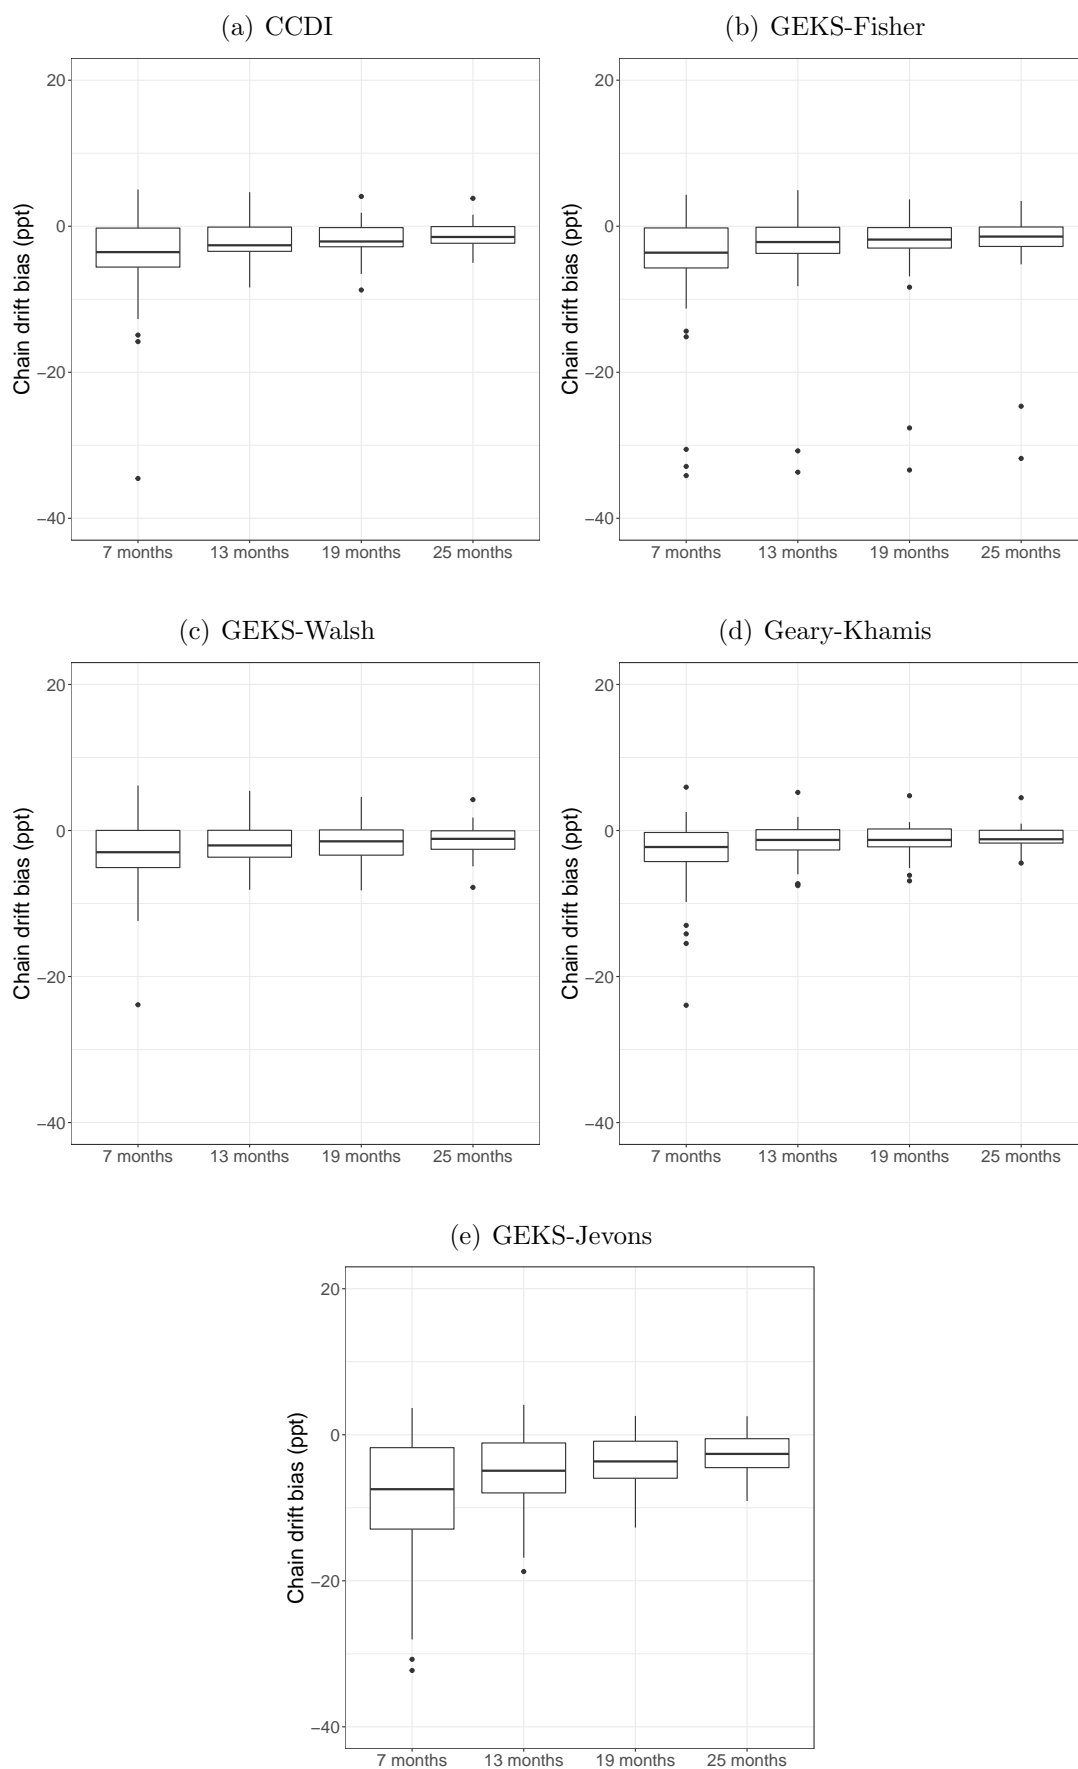 (a) CCDI
20
0
−20
−40
Chain drift bias (ppt)
7 months 13 months 19 months 25 months
(b) GEKS-Fisher
20
0
−20
−40
Chain drift bias (ppt)
7 months 13 months 19 months 25 months
(c) GEKS-Walsh
20
0
−20
−40
Chain drift bias (ppt)
7 months 13 months 19 months 25 months
(d) Geary-Khamis
20
0
−20
−40
Chain drift bias (ppt)
7 months 13 months 19 months 25 months
(e) GEKS-Jevons
20
0
−20
−40
Chain drift bias (ppt)
7 months 13 months 19 months 25 months